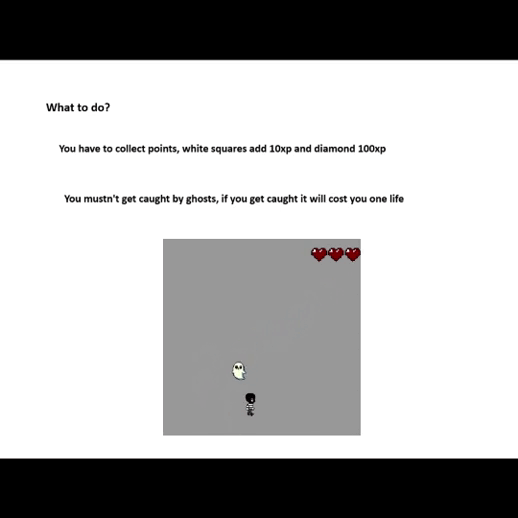 What to do?
You have to collect points, white squares add 10xp and diamond 100xp
You mustn't get caught by ghosts, if you get caught it will cost you one life